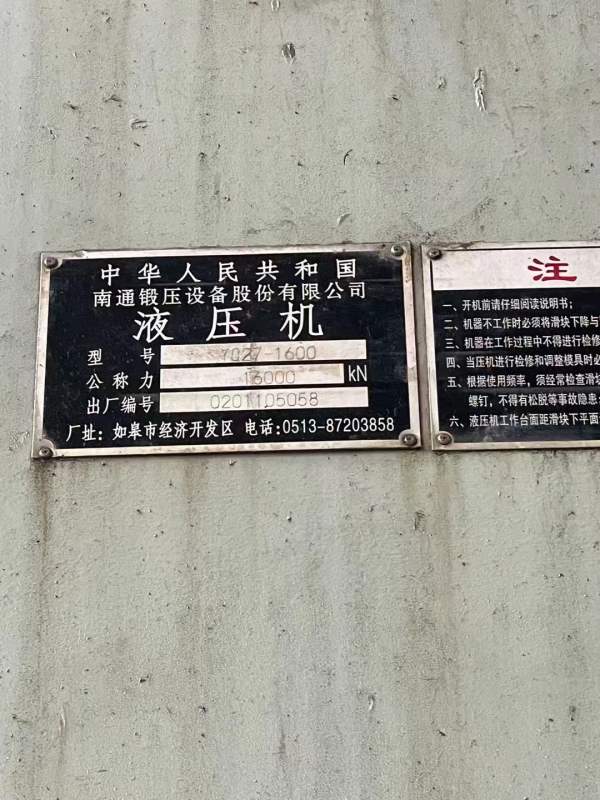 中华人民共和国
南通锻压设备股份有限公司
液压机
型 号 YQ27-1600
公称力 16000 kN
出厂编号 0201105058
厂址: 如皋市经济开发区 电话:0513-87203858
注
一、开机前请仔细阅读说明书;
二、机器不工作时必须将滑块下降与
三、机器在工作过程中不得进行检修
四、当压机进行检修和调整模具时必
五、根据使用频率，须经常检查滑块
螺钉，不得有松脱等事故隐患
六、液压机工作台面距滑块下平面